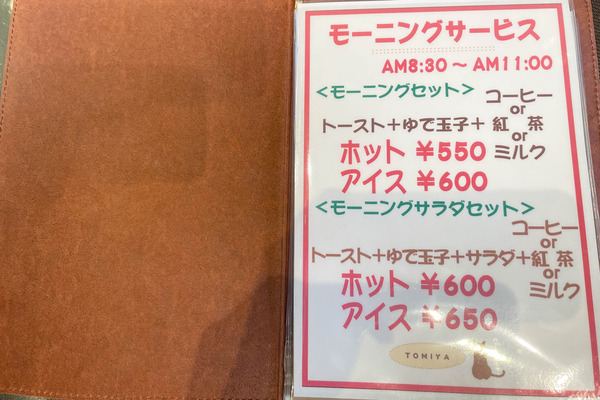 モーニングサービス
AM8:30 ～ AM11:00
＜モーニングセット＞
コーヒー
or
トースト＋ゆで玉子＋ 紅 茶
or
ホット ¥550 ミルク
アイス ¥600
＜モーニングサラダセット＞
コーヒー
or
トースト＋ゆで玉子＋サラダ＋紅 茶
or
ホット ¥600 ミルク
アイス ¥650
TOMIYA